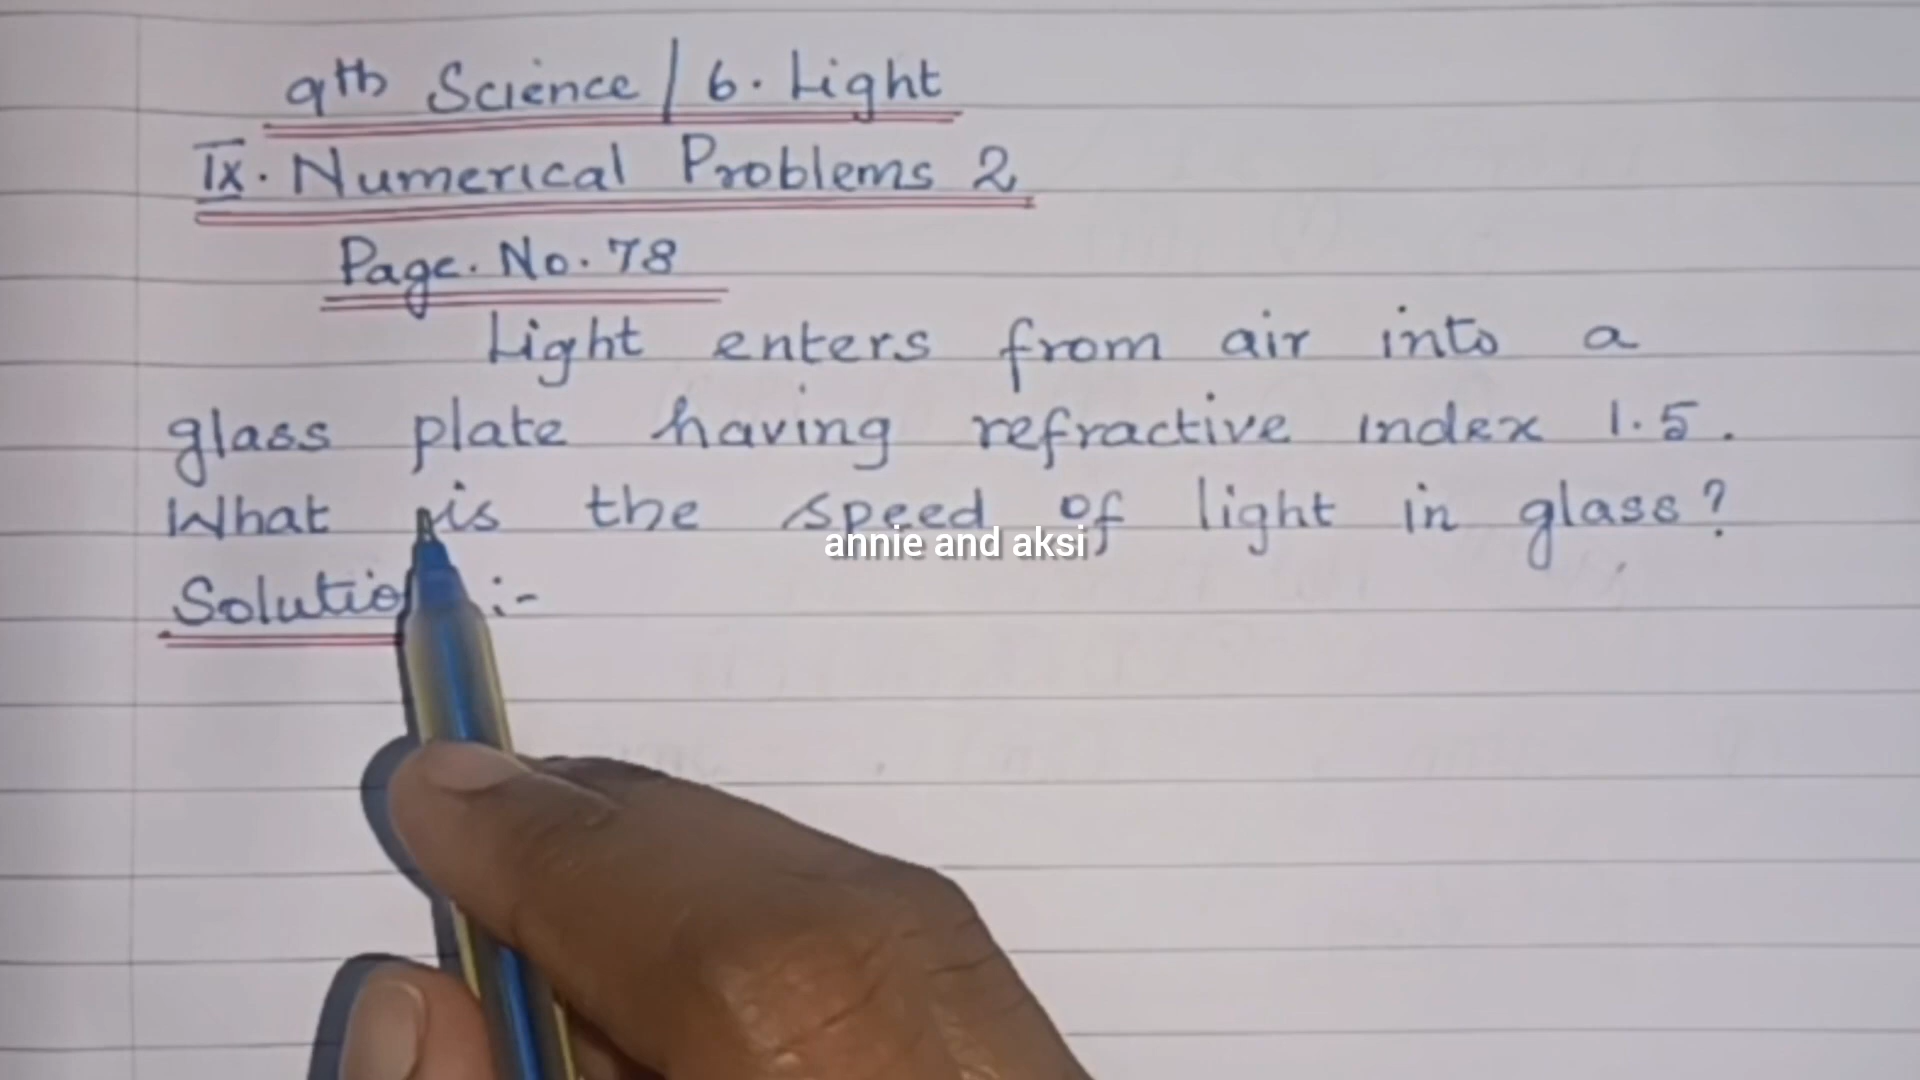 9th Science / 6. Light
IX. Numerical Problems 2
Page. No. 78
Light enters from air into a
glass plate having refractive index 1.5.
What is the speed of light in glass?
annie and aksi
Solution :-